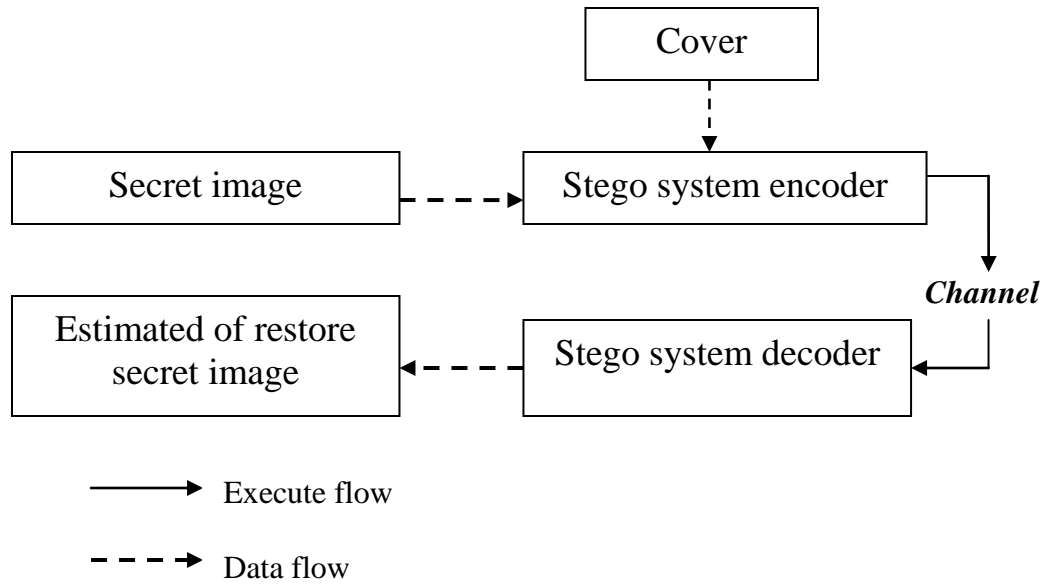 Cover
Secret image
Stego system encoder
Channel
Estimated of restore
secret image
Stego system decoder
Execute flow
Data flow